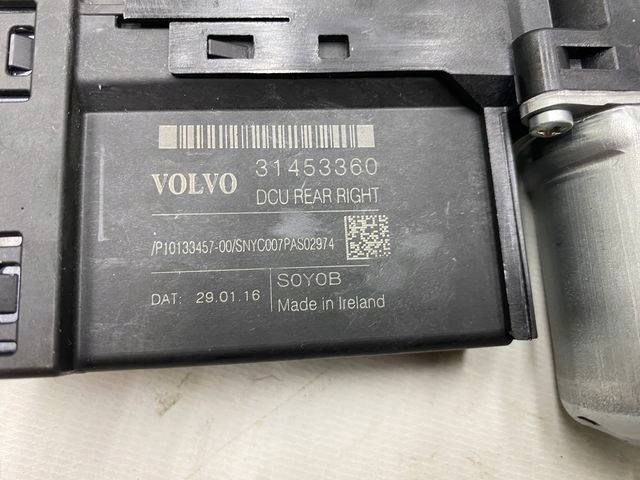 VOLVO 31453360
DCU REAR RIGHT
/P10133457-00/SNYC007PAS02974
DAT: 29.01.16
S0Y0B
Made in Ireland